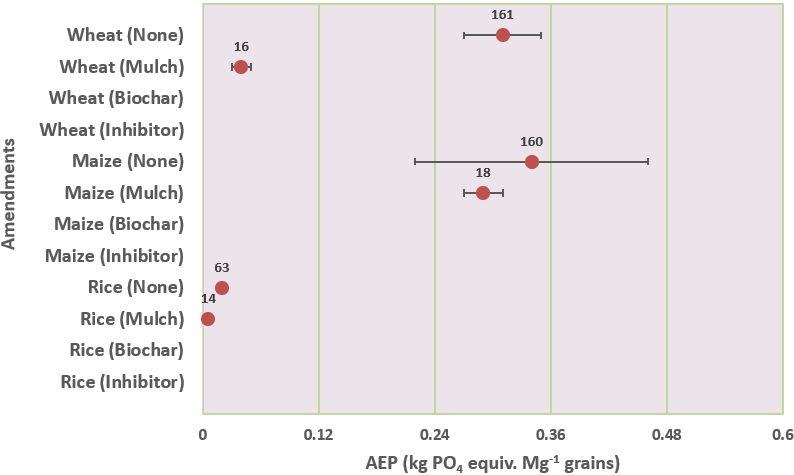 161
Wheat (None)
16
Wheat (Mulch)
Wheat (Biochar)
Wheat (Inhibitor)
160
Maize (None)
18
Maize (Mulch)
Maize (Biochar)
Maize (Inhibitor)
63
Rice (None)
14
Rice (Mulch)
Rice (Biochar)
Rice (Inhibitor)
Amendments
0 0.12 0.24 0.36 0.48 0.6
AEP (kg PO₄ equiv. Mg⁻¹ grains)